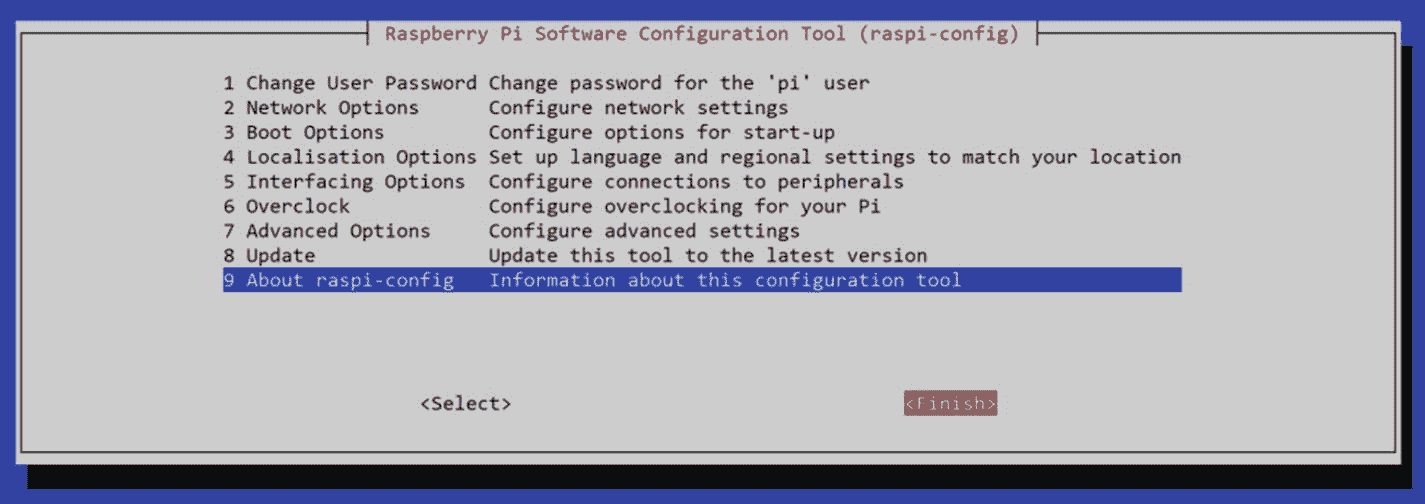 Raspberry Pi Software Configuration Tool (raspi-config)
1 Change User Password Change password for the 'pi' user
2 Network Options Configure network settings
3 Boot Options Configure options for start-up
4 Localisation Options Set up language and regional settings to match your location
5 Interfacing Options Configure connections to peripherals
6 Overclock Configure overclocking for your Pi
7 Advanced Options Configure advanced settings
8 Update Update this tool to the latest version
9 About raspi-config Information about this configuration tool
<Select> <Finish>